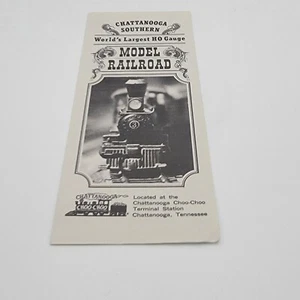 CHATTANOOGA
SOUTHERN
World's Largest HO Gauge
MODEL
RAILROAD
3
CHATTANOOGA
CHOO-CHOO
Located at the
Chattanooga Choo-Choo
Terminal Station
Chattanooga, Tennessee